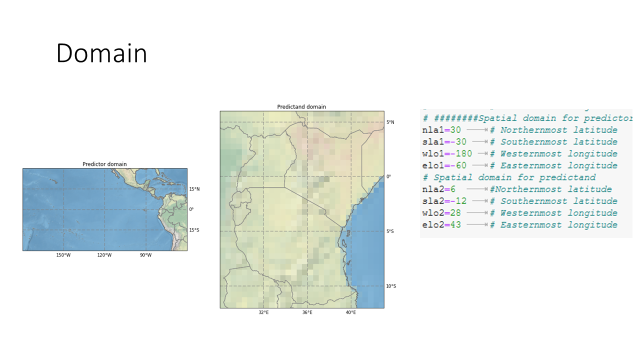 Domain
Predictor domain
15°N
0°
15°S
150°W 120°W 90°W
Predictand domain
5°N
0°
5°S
10°S
32°E 36°E 40°E
# ########Spatial domain for predictor
nla1=30 # Northernmost latitude
sla1=-30 # Southernmost latitude
wlo1=-180 # Westernmost longitude
elo1=-60 # Easternmost longitude
# Spatial domain for predictand
nla2=6 #Northernmost latitude
sla2=-12 # Southernmost latitude
wlo2=28 # Westernmost longitude
elo2=43 # Easternmost longitude